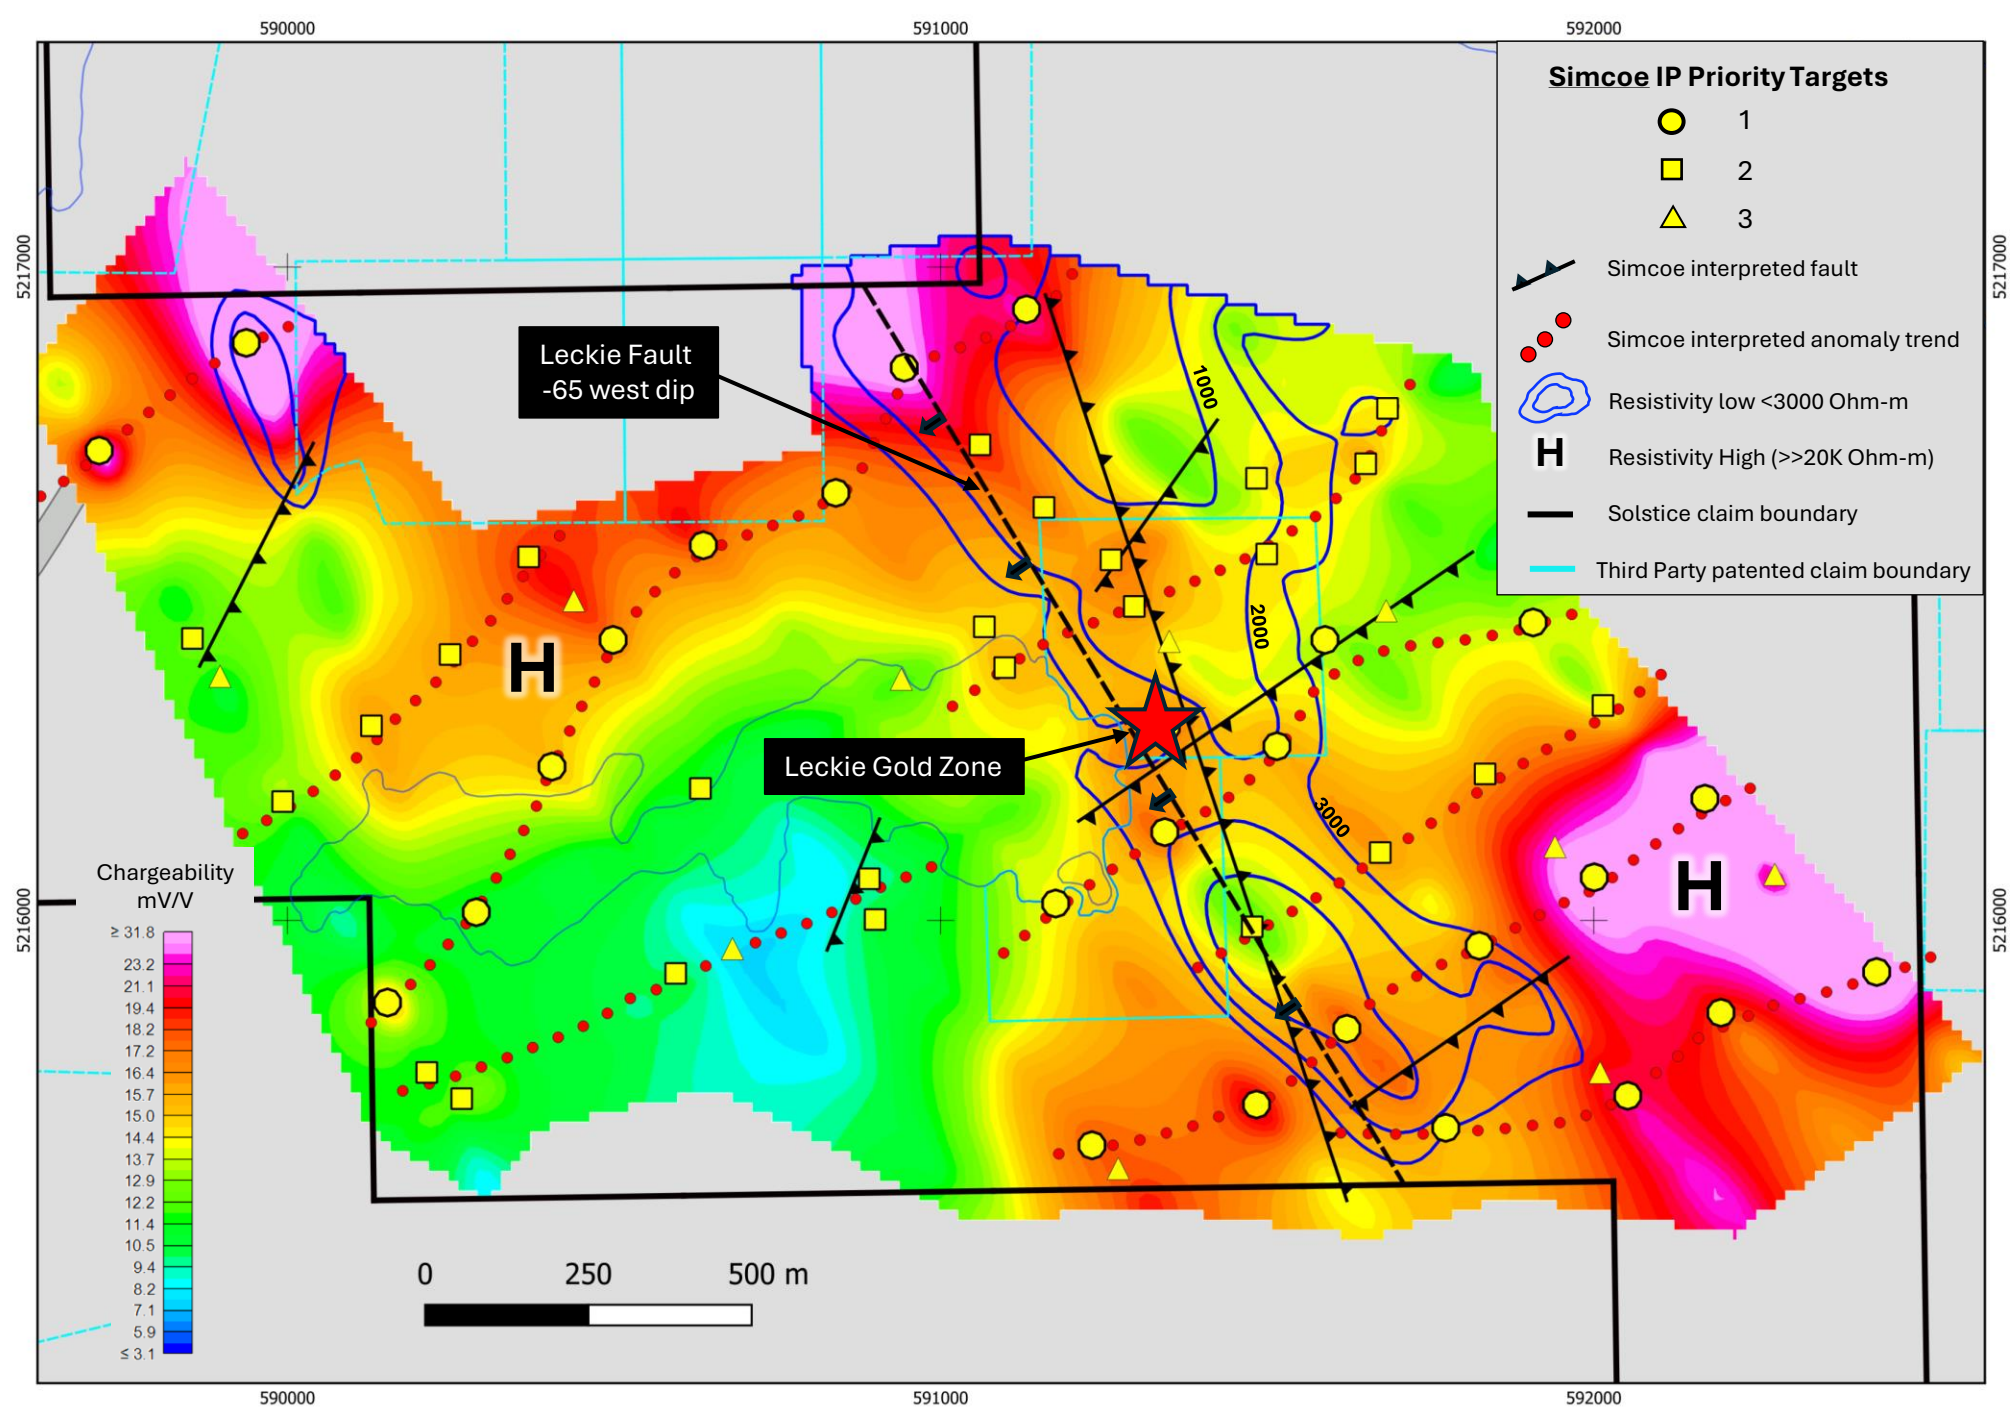 590000
591000
592000
5217000
5217000
Simcoe IP Priority Targets
1
2
3
Simcoe interpreted fault
Simcoe interpreted anomaly trend
Resistivity low <3000 Ohm-m
H
Resistivity High (>>20K Ohm-m)
Solstice claim boundary
Third Party patented claim boundary
Leckie Fault
-65 west dip
1000
2000
H
Leckie Gold Zone
3000
H
5216000
5216000
Chargeability
mV/V
≥ 31.8
23.2
21.1
19.4
18.2
17.2
16.4
15.7
15.0
14.4
13.7
12.9
12.2
11.4
10.5
9.4
8.2
7.1
5.9
≤ 3.1
0 250 500 m
590000
591000
592000